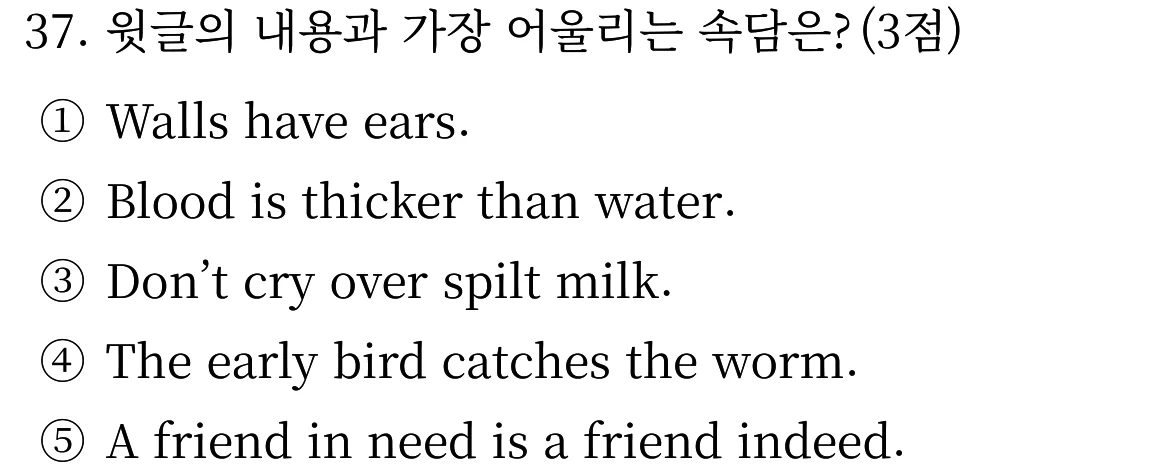 37. 윗글의 내용과 가장 어울리는 속담은? (3점)
① Walls have ears.
② Blood is thicker than water.
③ Don’t cry over spilt milk.
④ The early bird catches the worm.
⑤ A friend in need is a friend indeed.